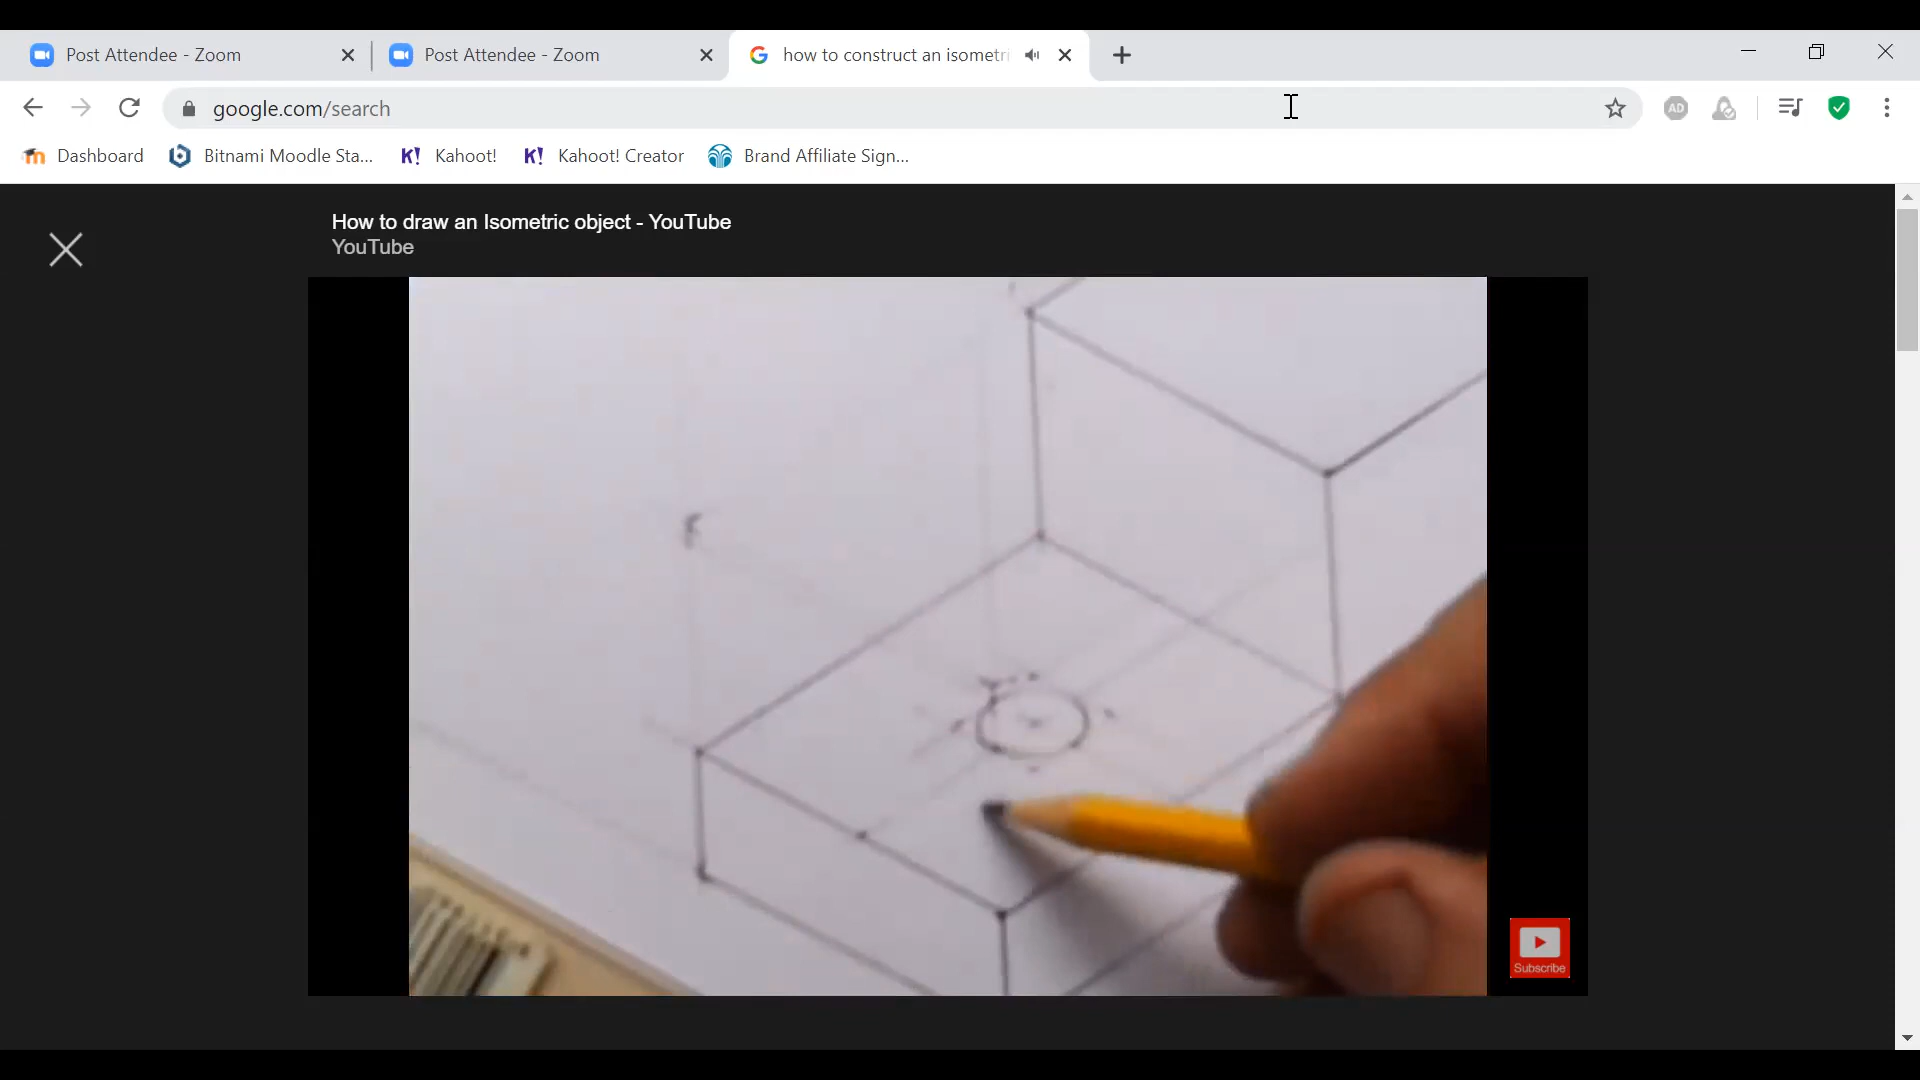 Post Attendee - Zoom
Post Attendee - Zoom
how to construct an isometri
google.com/search
AD
Dashboard
Bitnami Moodle Sta...
K! Kahoot!
K! Kahoot! Creator
Brand Affiliate Sign...
How to draw an Isometric object - YouTube
YouTube
Subscribe